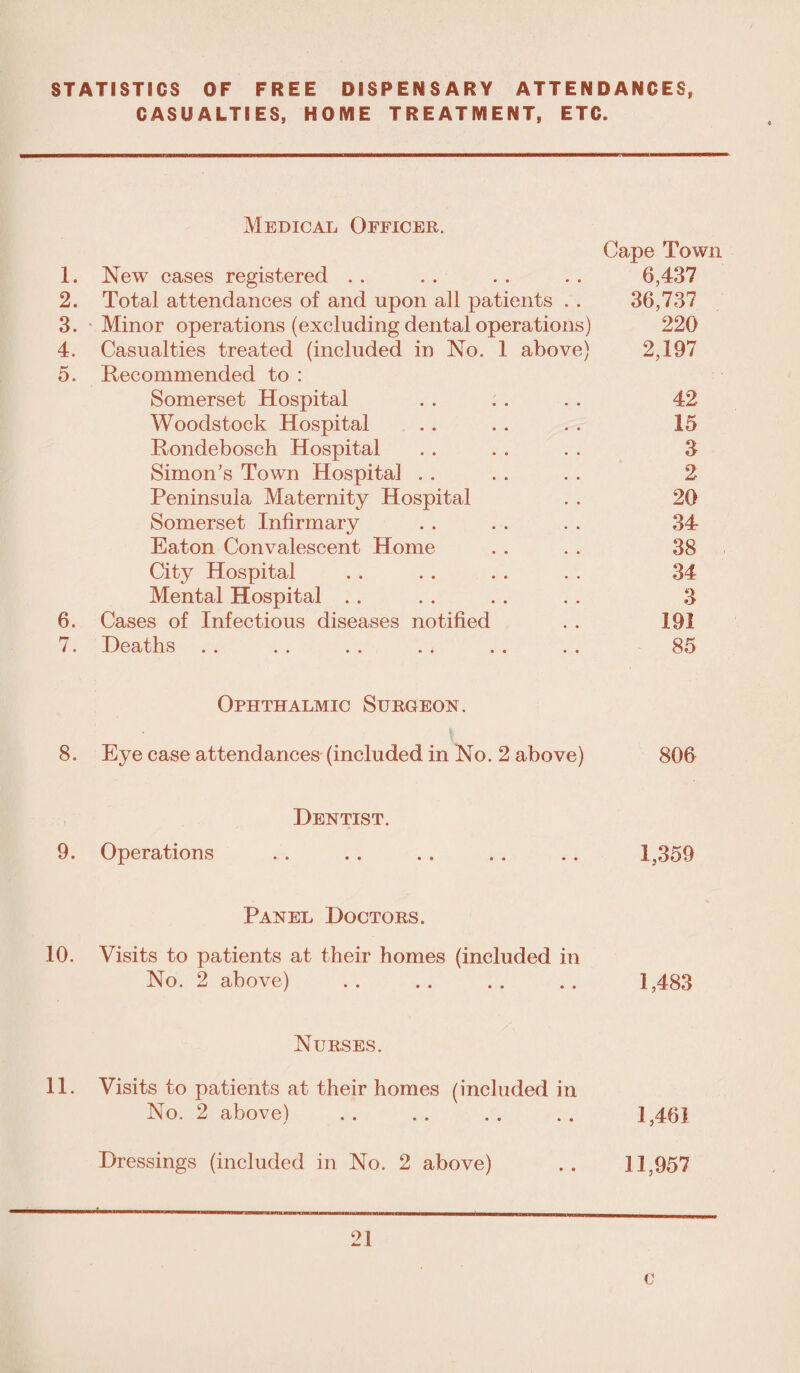 STATISTICS OF FREE DISPENSARY ATTENDANCES,
CASUALTIES, HOME TREATMENT, ETC.
Medical Officer.
Cape Town
1. New cases registered . . . . . . . . 6,437
2. Total attendances of and upon all patients . . 36,737
3. Minor operations (excluding dental operations) 220
4. Casualties treated (included in No. 1 above) 2,197
5. Recommended to :
Somerset Hospital . . . . . . 42
Woodstock Hospital . . . . . . 15
Rondebosch Hospital . . . . . . 3
Simon's Town Hospital . . . . . . 2
Peninsula Maternity Hospital . . 20
Somerset Infirmary . . . . . . 34
Eaton Convalescent Home . . . . 38
City Hospital . . . . . . . . 34
Mental Hospital . . . . . . . . 3
6. Cases of Infectious diseases notified . . 191
7. Deaths . . . . . . . . . . . . 85
Ophthalmic Surgeon.
8. Eye case attendances (included in No. 2 above) 806
Dentist.
9. Operations . . . . . . . . . . 1,359
Panel Doctors.
10. Visits to patients at their homes (included in
No. 2 above) . . . . . . . . 1,483
Nurses.
11. Visits to patients at their homes (included in
No. 2 above) . . . . . . . . 1,461
Dressings (included in No. 2 above) . . 11,957
21
C